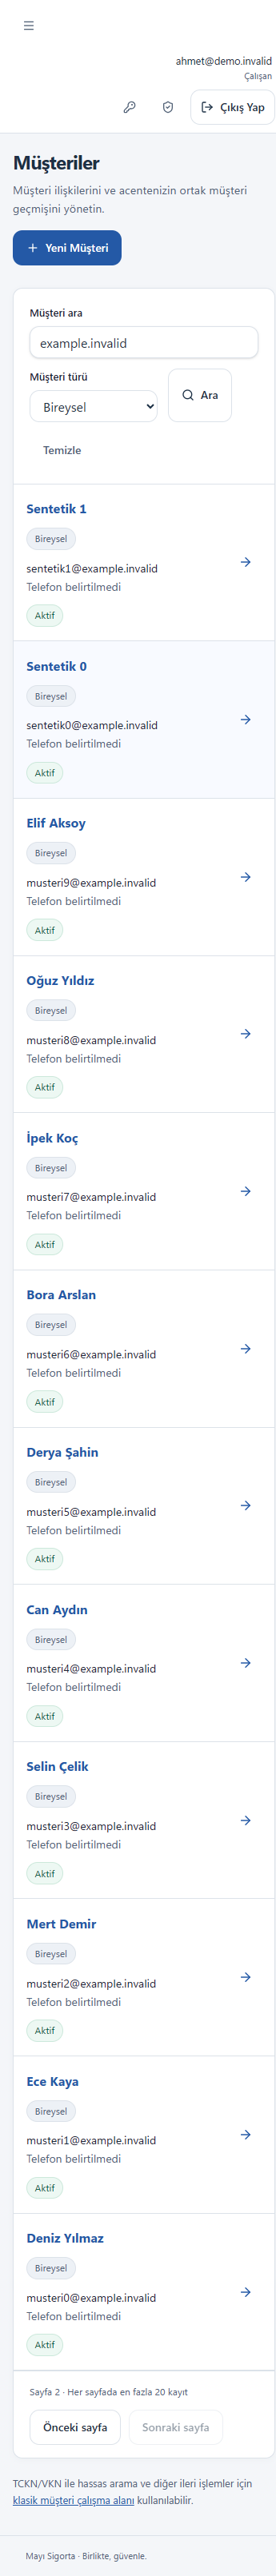 ahmet@demo.invalid
Çalışan
Çıkış Yap
Müşteriler
Müşteri ilişkilerini ve acentenizin ortak müşteri
geçmişini yönetin.
Yeni Müşteri
Müşteri ara
example.invalid
Müşteri türü
Bireysel
Ara
Temizle
Sentetik 1
Bireysel
sentetik1@example.invalid
Telefon belirtilmedi
Aktif
Sentetik 0
Bireysel
sentetik0@example.invalid
Telefon belirtilmedi
Aktif
Elif Aksoy
Bireysel
musteri9@example.invalid
Telefon belirtilmedi
Aktif
Oğuz Yıldız
Bireysel
musteri8@example.invalid
Telefon belirtilmedi
Aktif
İpek Koç
Bireysel
musteri7@example.invalid
Telefon belirtilmedi
Aktif
Bora Arslan
Bireysel
musteri6@example.invalid
Telefon belirtilmedi
Aktif
Derya Şahin
Bireysel
musteri5@example.invalid
Telefon belirtilmedi
Aktif
Can Aydın
Bireysel
musteri4@example.invalid
Telefon belirtilmedi
Aktif
Selin Çelik
Bireysel
musteri3@example.invalid
Telefon belirtilmedi
Aktif
Mert Demir
Bireysel
musteri2@example.invalid
Telefon belirtilmedi
Aktif
Ece Kaya
Bireysel
musteri1@example.invalid
Telefon belirtilmedi
Aktif
Deniz Yılmaz
Bireysel
musteri0@example.invalid
Telefon belirtilmedi
Aktif
Sayfa 2 · Her sayfada en fazla 20 kayıt
Önceki sayfa
Sonraki sayfa
TCKN/VKN ile hassas arama ve diğer ileri işlemler için
klasik müşteri çalışma alanı kullanılabilir.
Mayı Sigorta · Birlikte, güvenle.